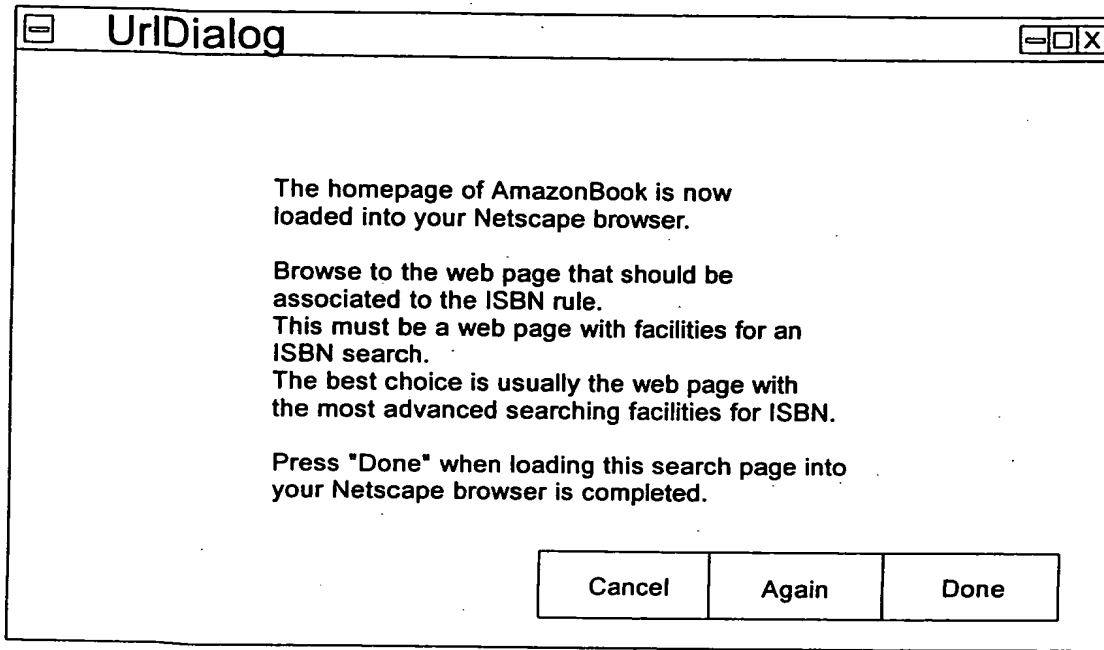 UrlDialog
The homepage of AmazonBook is now
loaded into your Netscape browser.
Browse to the web page that should be
associated to the ISBN rule.
This must be a web page with facilities for an
ISBN search.
The best choice is usually the web page with
the most advanced searching facilities for ISBN.
Press "Done" when loading this search page into
your Netscape browser is completed.
Cancel Again Done